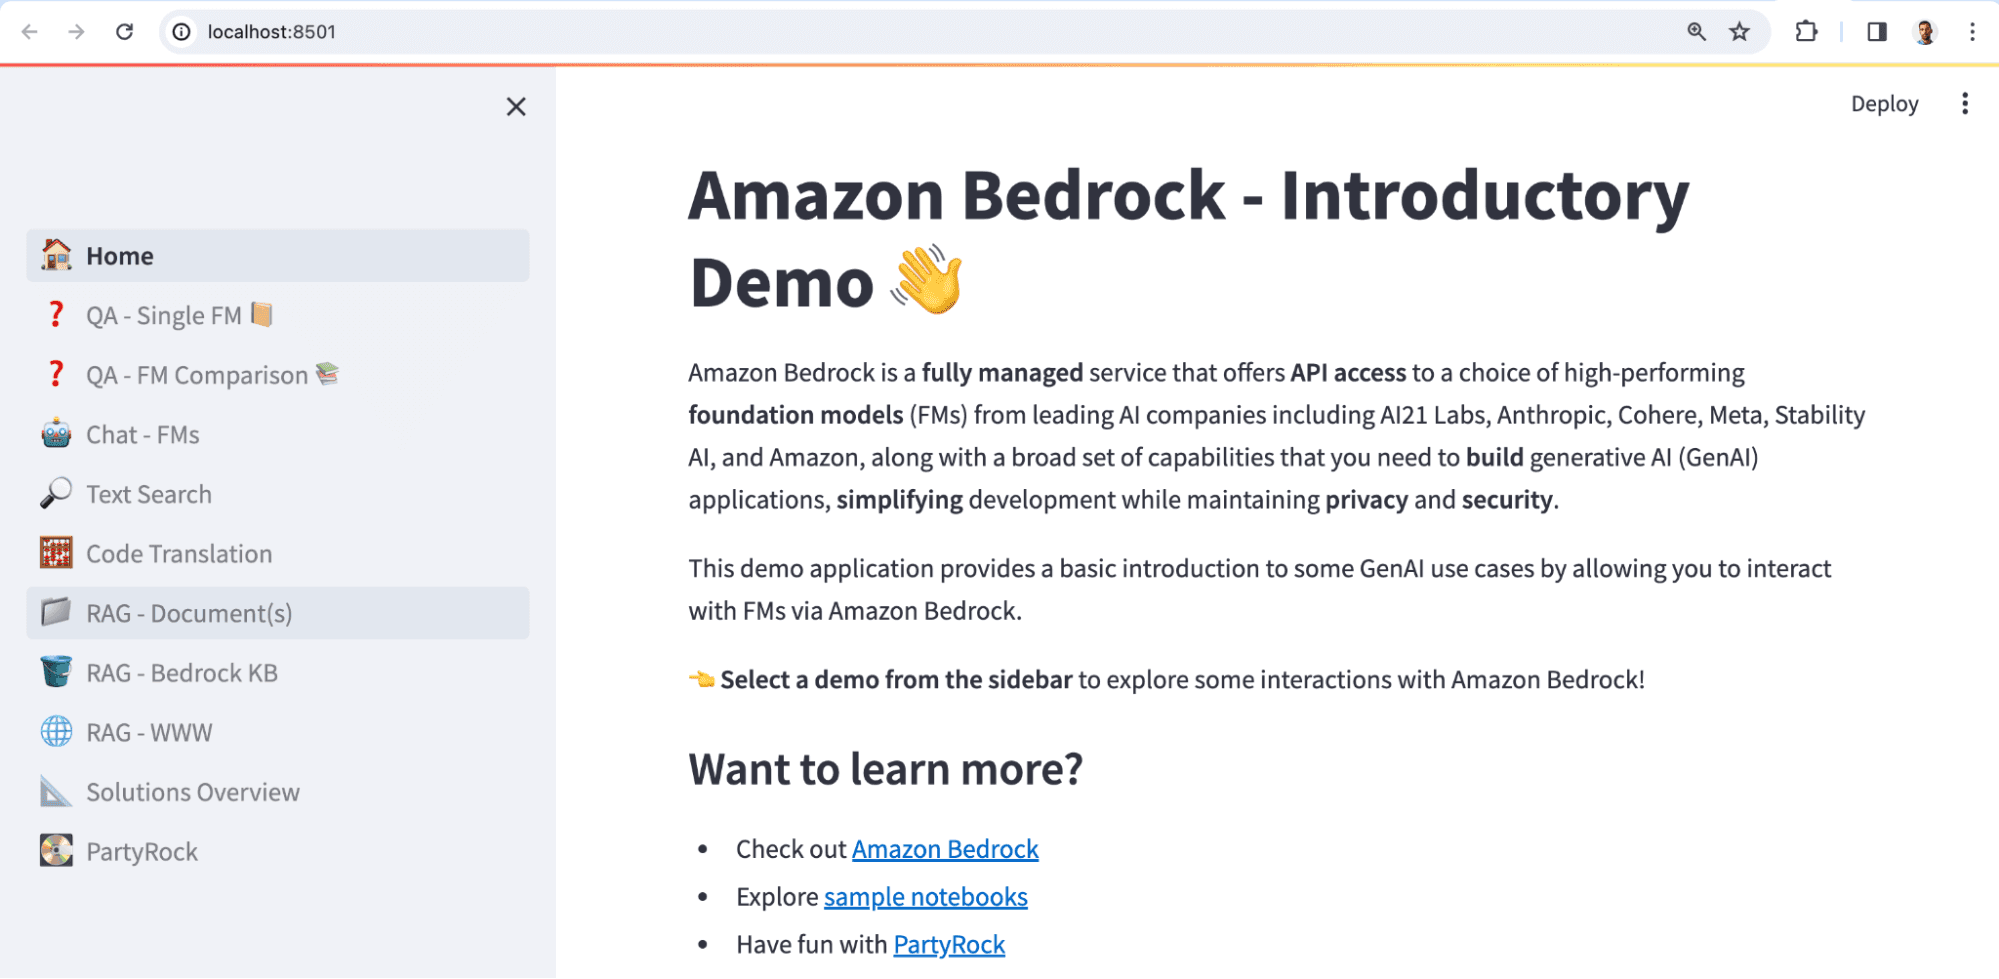 localhost:8501
Deploy
Home
QA - Single FM
QA - FM Comparison
Chat - FMs
Text Search
Code Translation
RAG - Document(s)
RAG - Bedrock KB
RAG - WWW
Solutions Overview
PartyRock
Amazon Bedrock - Introductory
Demo 👋
Amazon Bedrock is a fully managed service that offers API access to a choice of high-performing
foundation models (FMs) from leading AI companies including AI21 Labs, Anthropic, Cohere, Meta, Stability
AI, and Amazon, along with a broad set of capabilities that you need to build generative AI (GenAI)
applications, simplifying development while maintaining privacy and security.
This demo application provides a basic introduction to some GenAI use cases by allowing you to interact
with FMs via Amazon Bedrock.
👈 Select a demo from the sidebar to explore some interactions with Amazon Bedrock!
Want to learn more?
• Check out Amazon Bedrock
• Explore sample notebooks
• Have fun with PartyRock